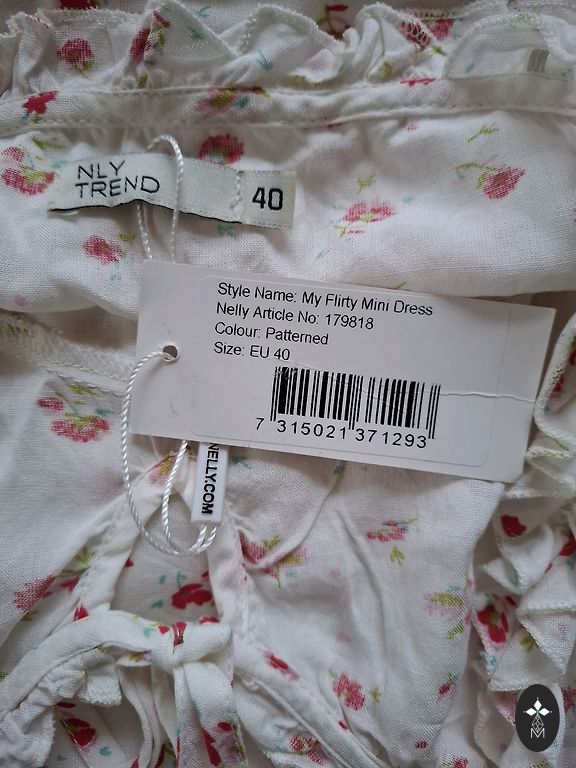 NLY
TREND
40
Style Name: My Flirty Mini Dress
Nelly Article No: 179818
Colour: Patterned
Size: EU 40
7 315021 371293
NELLY.COM